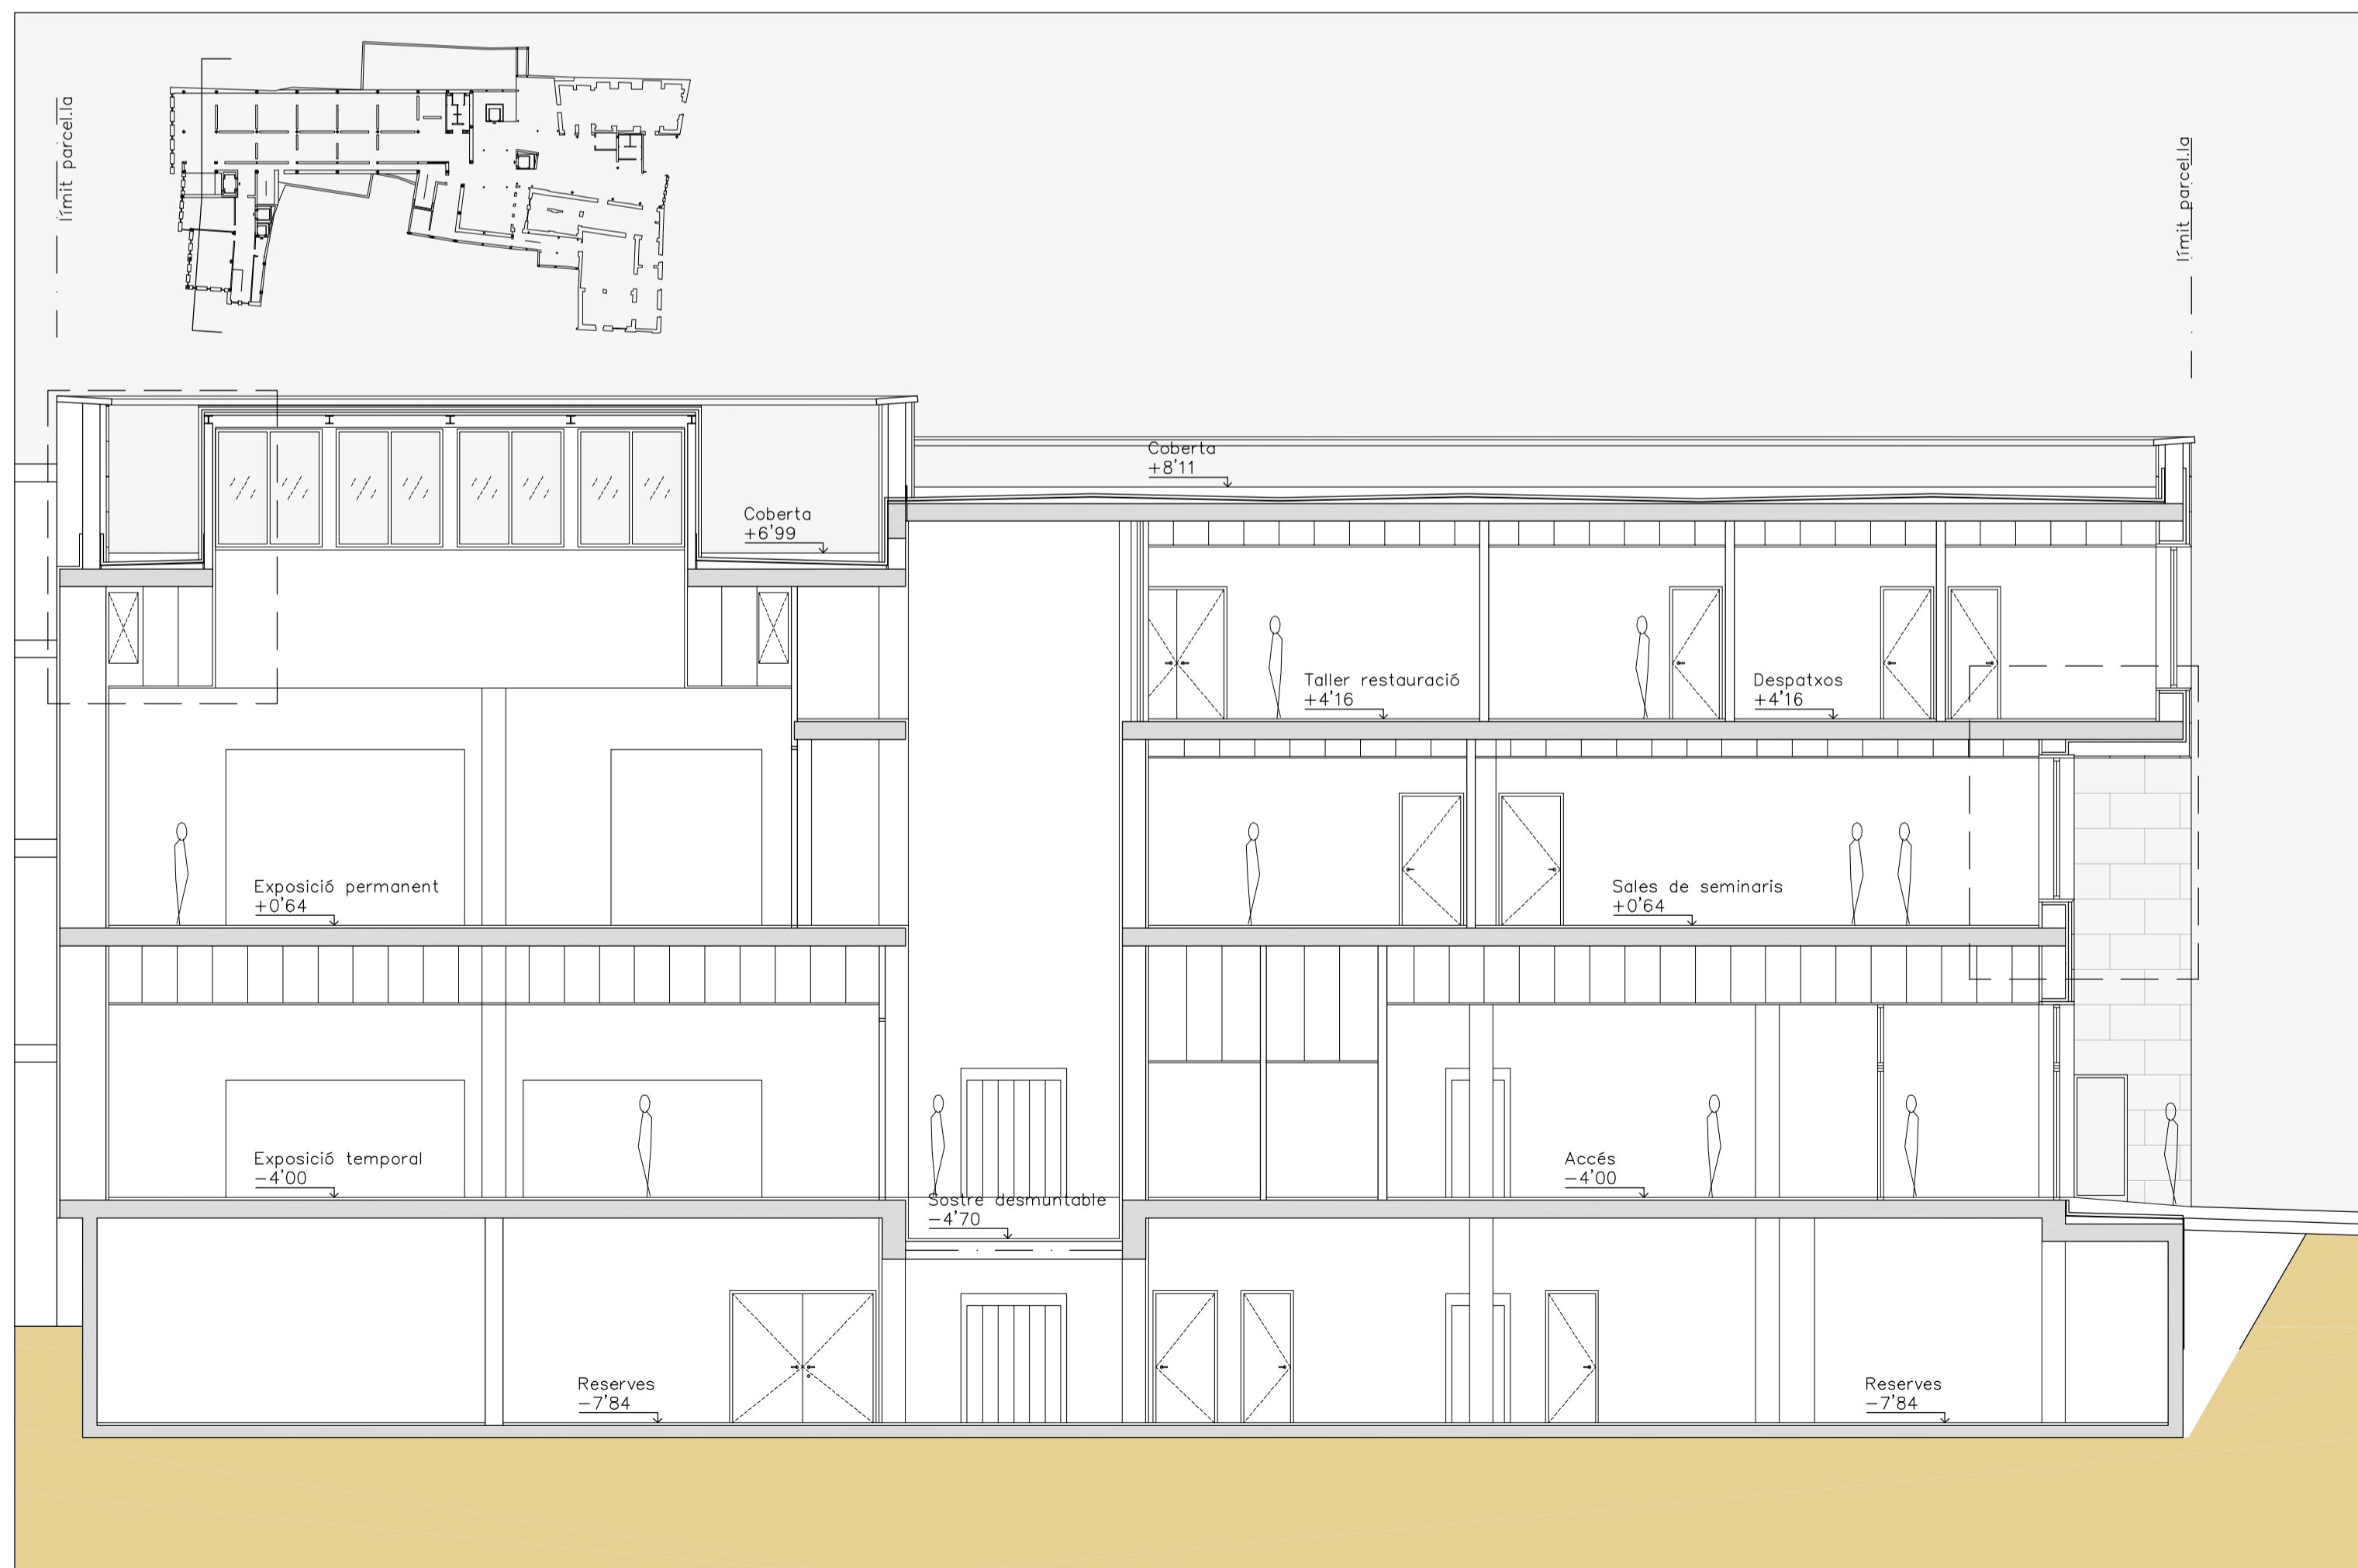 límit parcel.la
límit parcel.la
Coberta
+8'11
Coberta
+6'99
Taller restauració
+4'16
Despatxos
+4'16
Exposició permanent
+0'64
Sales de seminaris
+0'64
Exposició temporal
−4'00
Accés
−4'00
Sostre desmuntable
−4'70
Reserves
−7'84
Reserves
−7'84